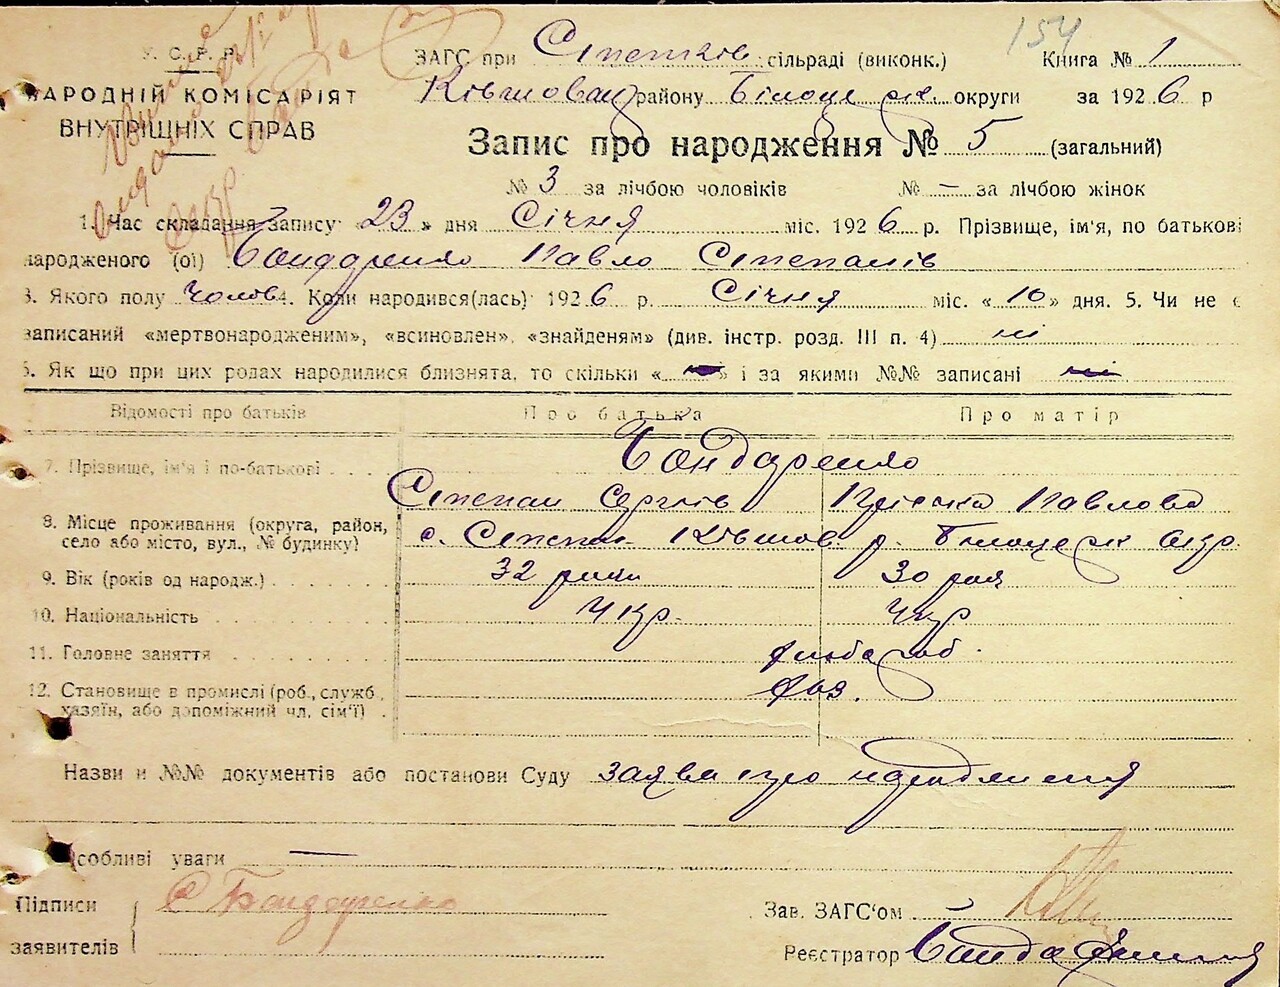 154
У. С. Р. Р.
НАРОДНІЙ КОМІСАРІЯТ
ВНУТРІШНІХ СПРАВ
ЗАГС при Степків сільраді (виконк.) Книга № 1
району Білоцер. округи за 1926 р
Запис про народження № 5 (загальний)
№ 3 за лічбою чоловіків № — за лічбою жінок
1. Час складання запису 23 » дня Січня міс. 1926 р. Прізвище, ім'я, по батькові
народженого (ої) Бондаренко Павло Степанів
3. Якого полу Чолов 4. Коли народився(лась) 1926 р. Січня міс. « 10 » дня. 5. Чи не є
записаний «мертвонародженим», «всиновлен», «знайденям» (див. інстр. розд. III п. 4) ні
6. Як що при цих родах народилися близнята, то скільки « » і за якими №№ записані
Відомості про батьків Про батька Про матір
7. Прізвище, ім'я і по-батькові Бондаренко
Степан Сергіїв Павлова
8. Місце проживання (округа, район,
село або місто, вул., № будинку)
9. Вік (років од народж.) 32 роки 30 рок
10. Національність Укр. Укр
11. Головне заняття
12. Становище в промислі (роб., служб.,
хазяїн, або допоміжний чл. сім'ї)
Назви и №№ документів або постанови Суду заява про народження
Особливі уваги —
Підписи С Бондаренко
заявителів
Зав. ЗАГС'ом
Реєстратор